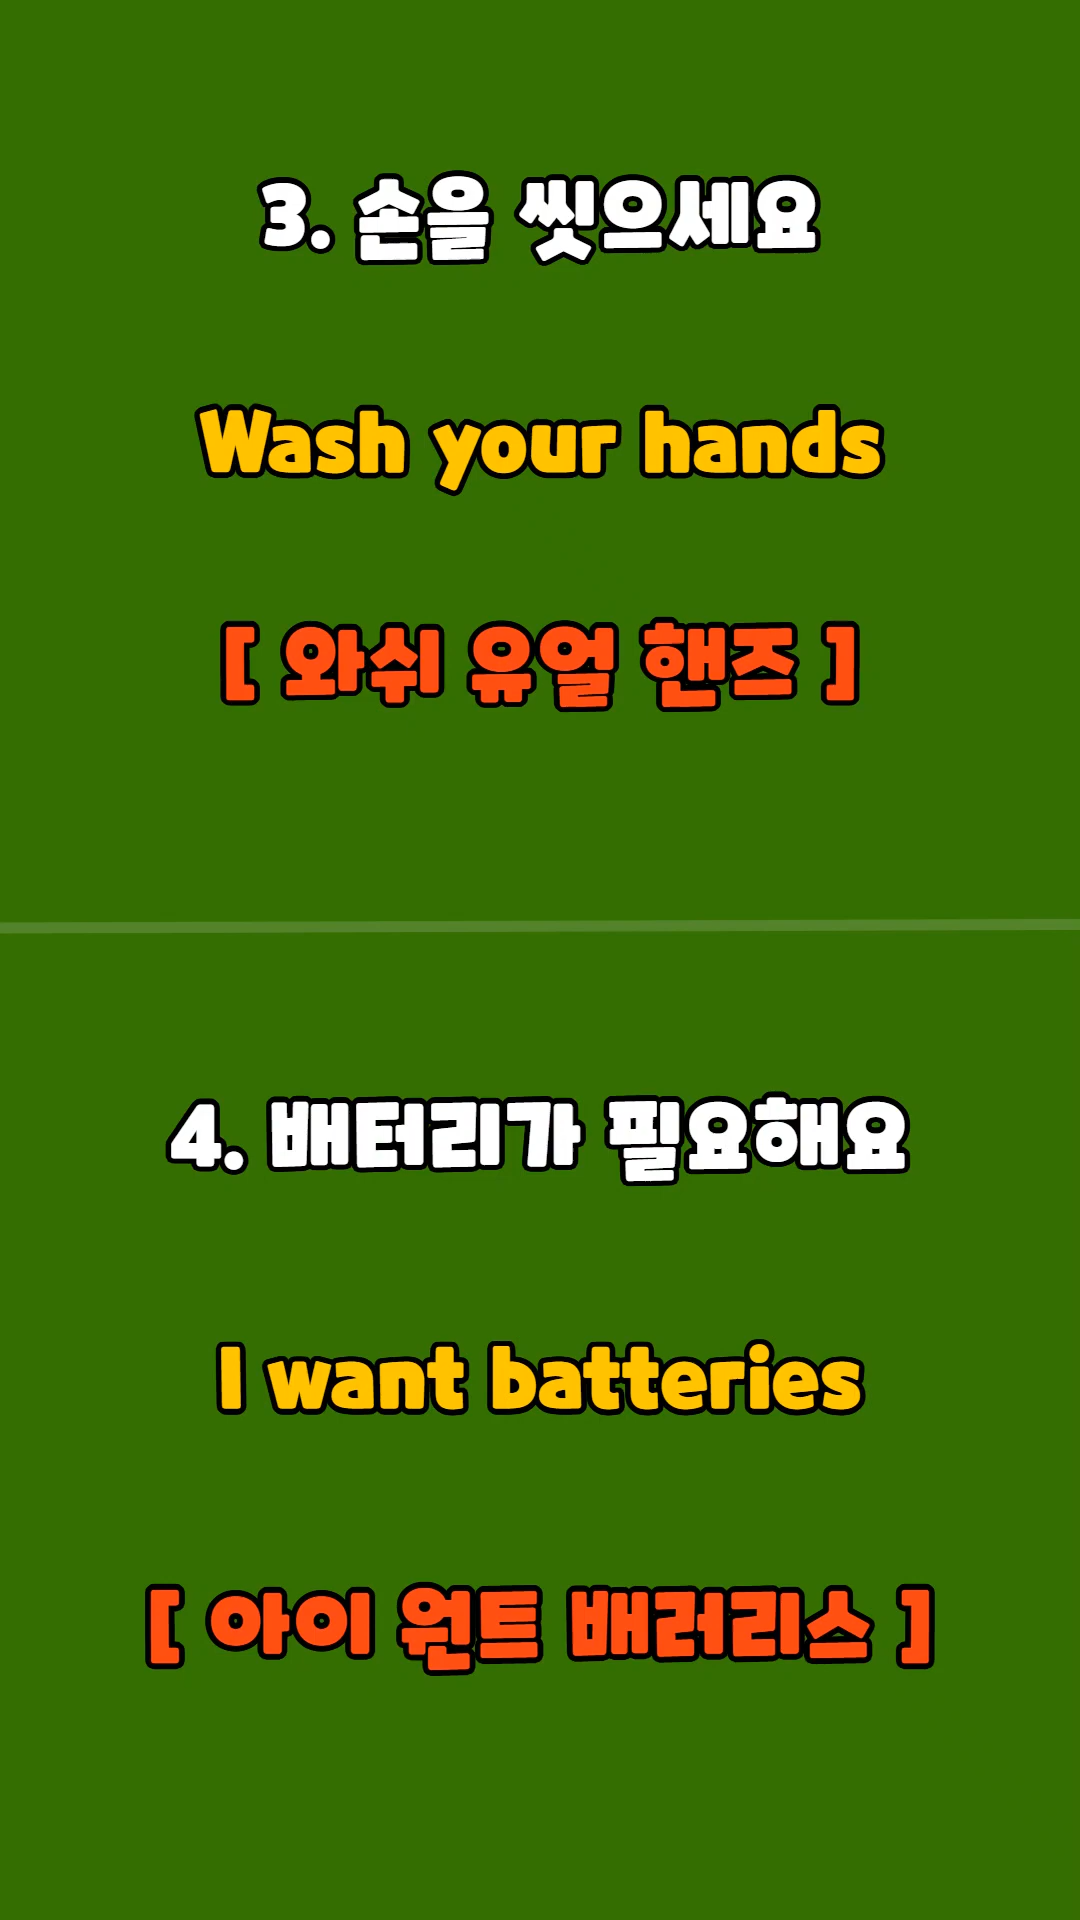 3. 손을 씻으세요
Wash your hands
[ 와쉬 유얼 핸즈 ]
4. 배터리가 필요해요
I want batteries
[ 아이 원트 배러리스 ]